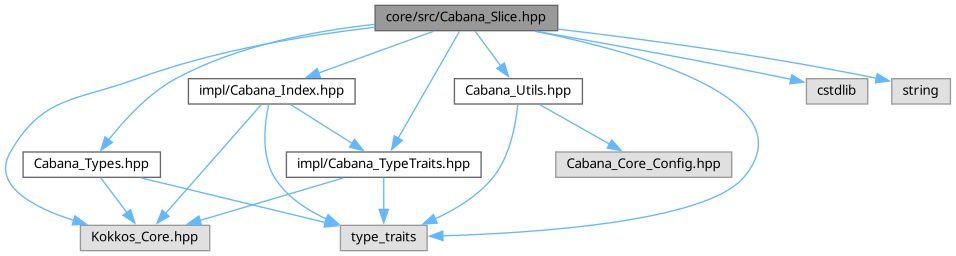 core/src/Cabana_Slice.hpp
impl/Cabana_Index.hpp
Cabana_Utils.hpp
cstdlib
string
Cabana_Types.hpp
impl/Cabana_TypeTraits.hpp
Cabana_Core_Config.hpp
Kokkos_Core.hpp
type_traits